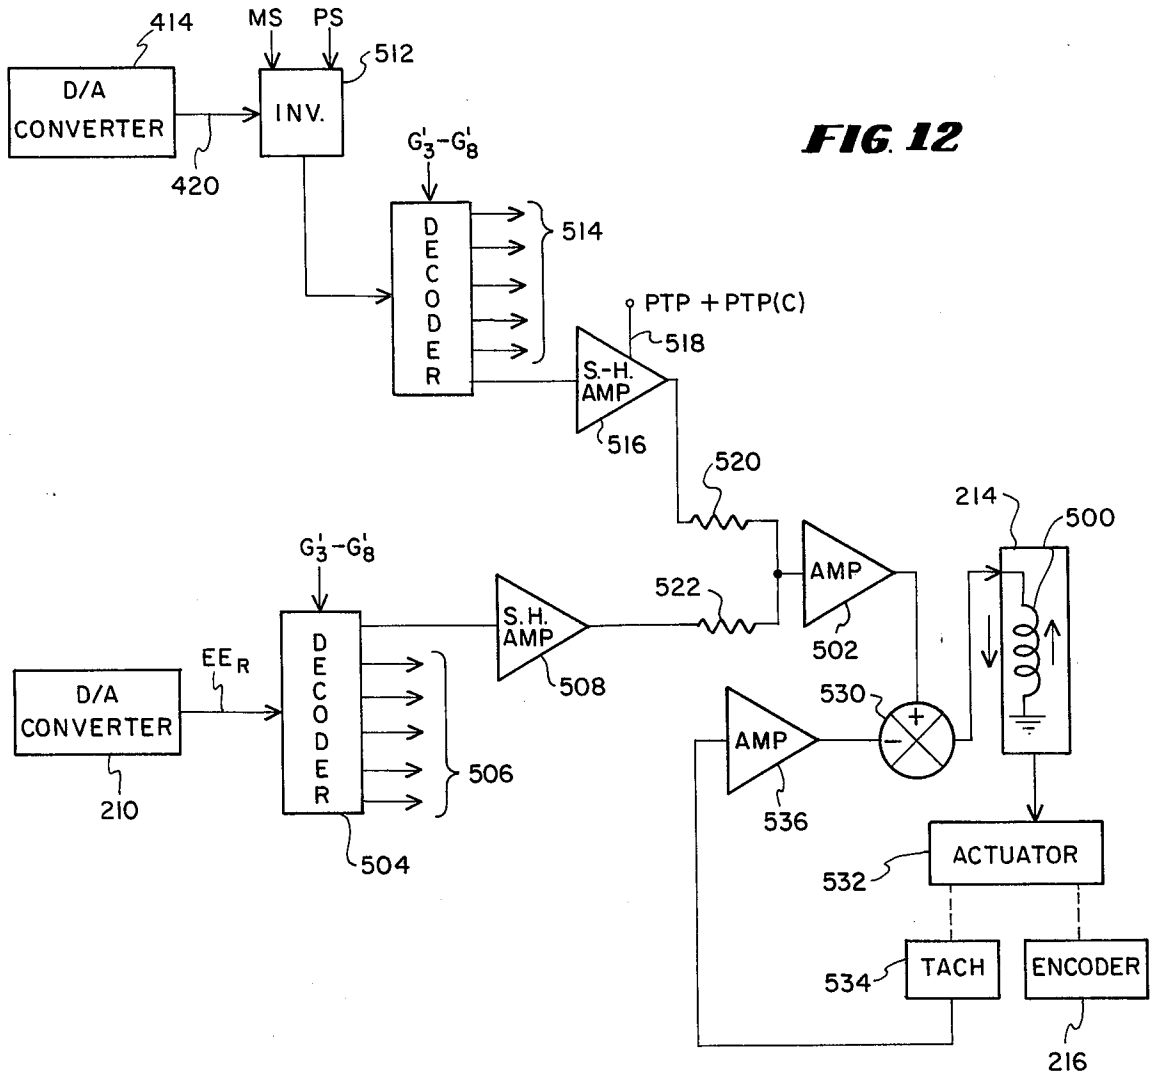 414
MS
PS
512
D/A
CONVERTER
INV.
420
FIG. 12
G'3-G'8
DECODER
514
PTP + PTP(C)
518
S.-H.
AMP
516
520
214
500
G'3-G'8
DECODER
S.H.
AMP
508
522
AMP
502
EER
D/A
CONVERTER
210
506
504
530
+
−
AMP
536
ACTUATOR
532
TACH
534
ENCODER
216